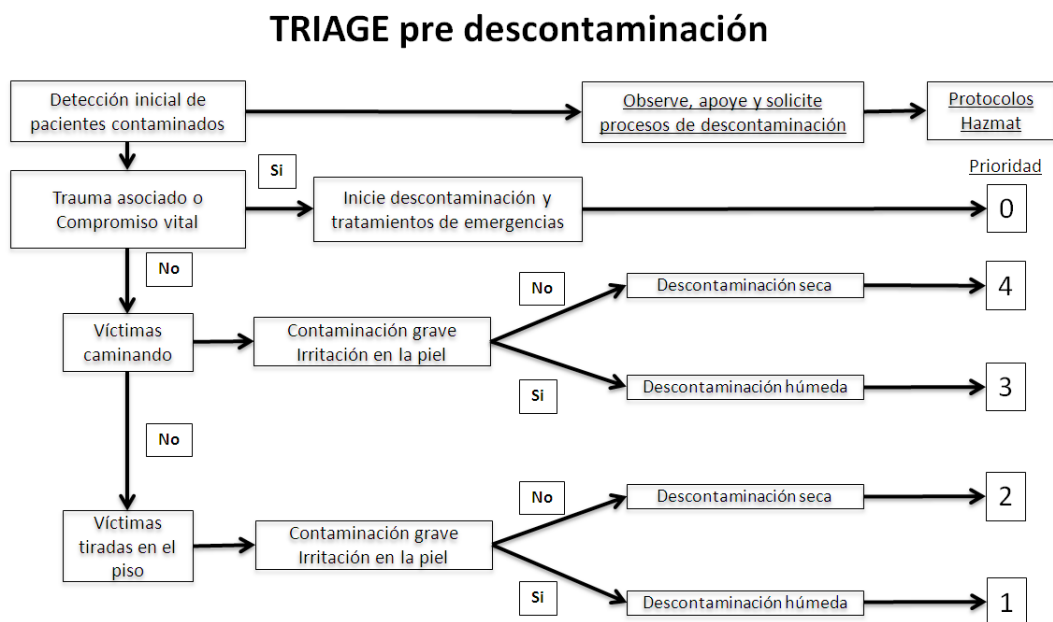 TRIAGE pre descontaminación
Detección inicial de
pacientes contaminados
Observe, apoye y solicite
procesos de descontaminación
Protocolos
Hazmat
Prioridad
Si
Trauma asociado o
Compromiso vital
Inicie descontaminación y
tratamientos de emergencias
0
No
No
Descontaminación seca
4
Víctimas
caminando
Contaminación grave
Irritación en la piel
Si
Descontaminación húmeda
3
No
No
Descontaminación seca
2
Víctimas
tiradas en el
piso
Contaminación grave
Irritación en la piel
Si
Descontaminación húmeda
1